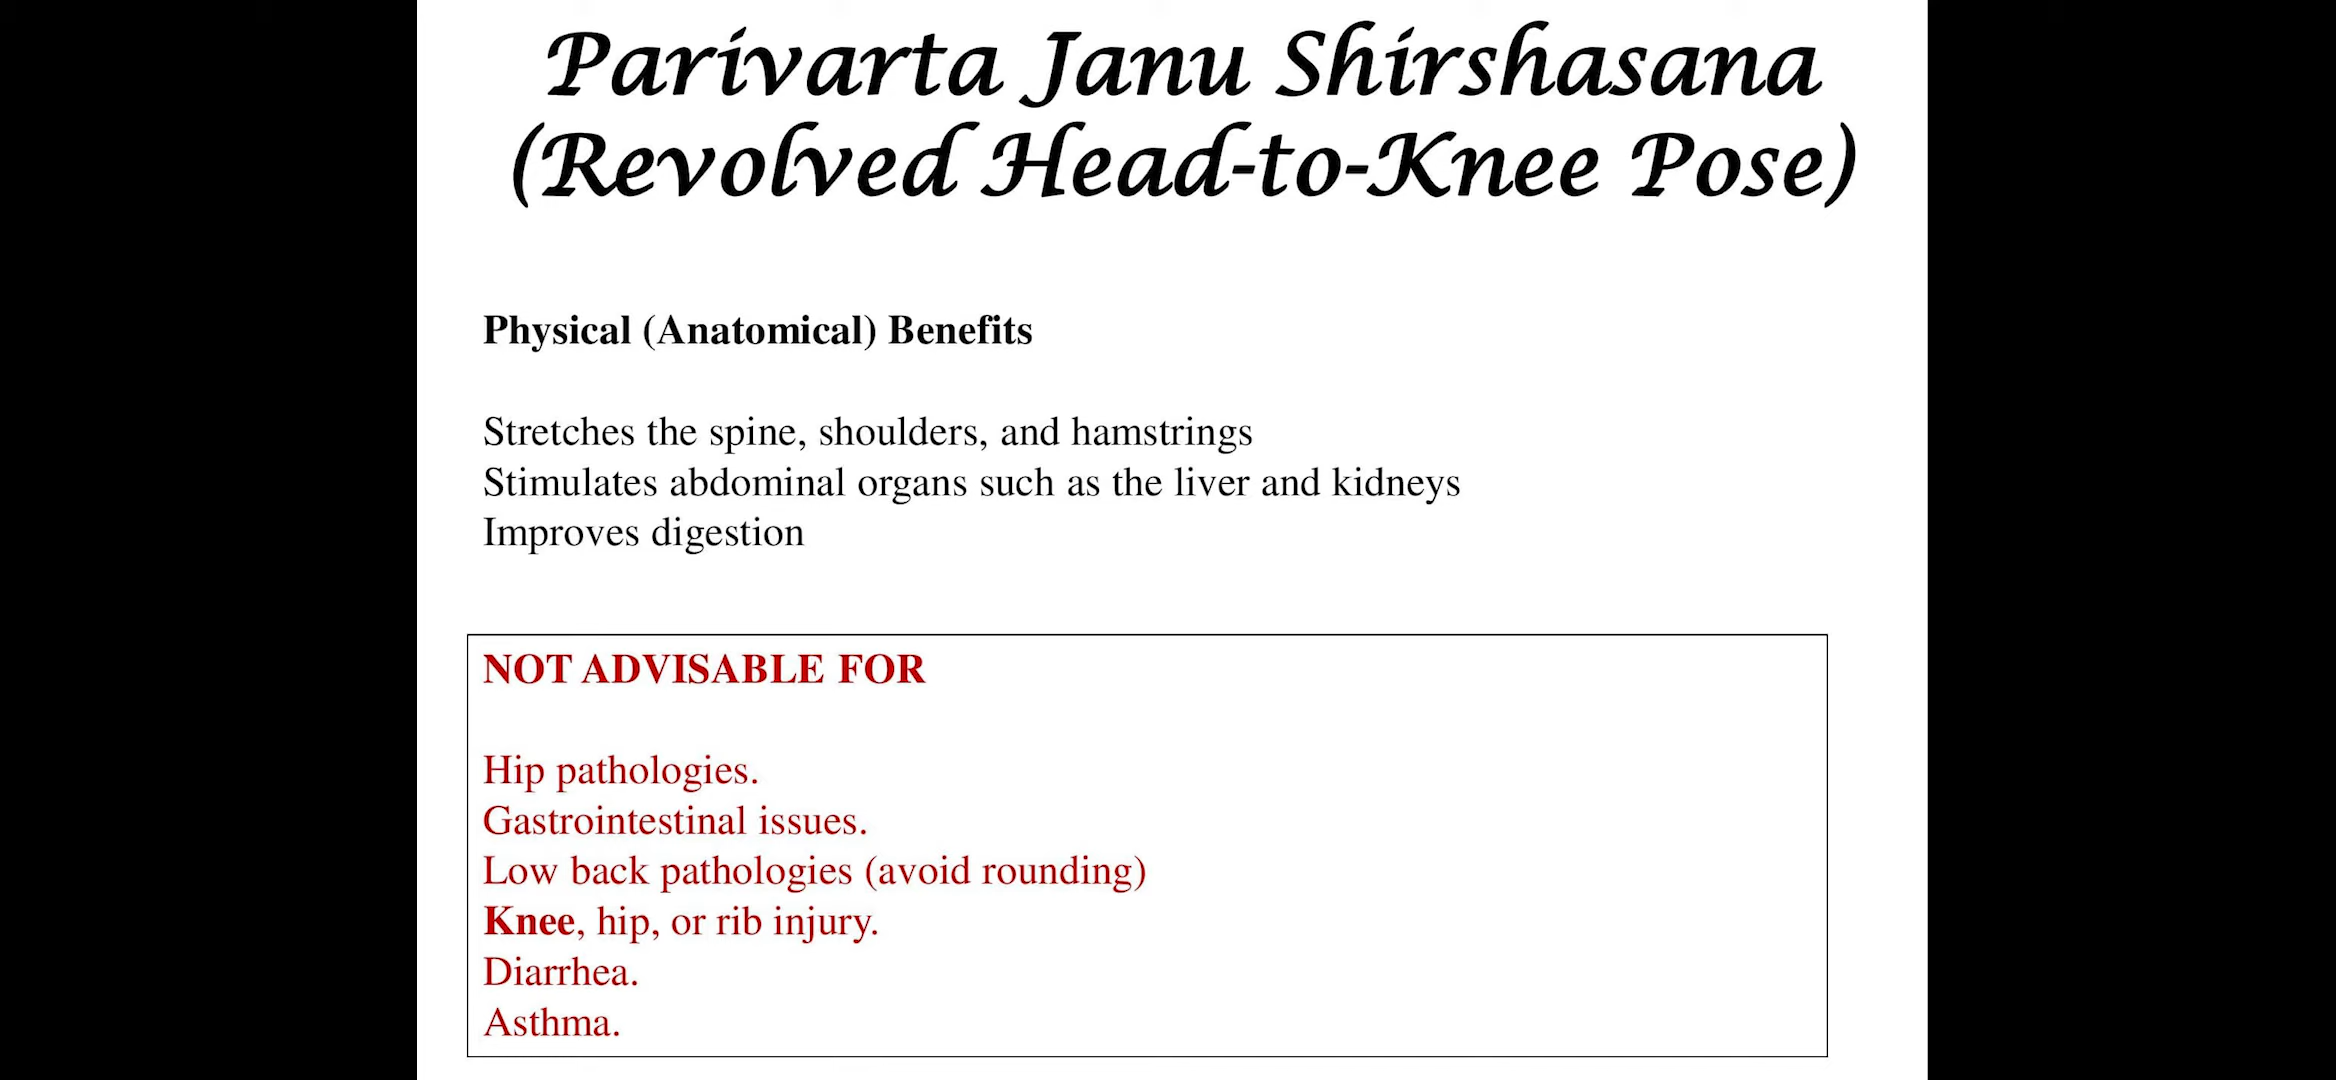 Parivarta Janu Shirshasana
(Revolved Head-to-Knee Pose)
Physical (Anatomical) Benefits
Stretches the spine, shoulders, and hamstrings
Stimulates abdominal organs such as the liver and kidneys
Improves digestion
NOT ADVISABLE FOR
Hip pathologies.
Gastrointestinal issues.
Low back pathologies (avoid rounding)
Knee, hip, or rib injury.
Diarrhea.
Asthma.